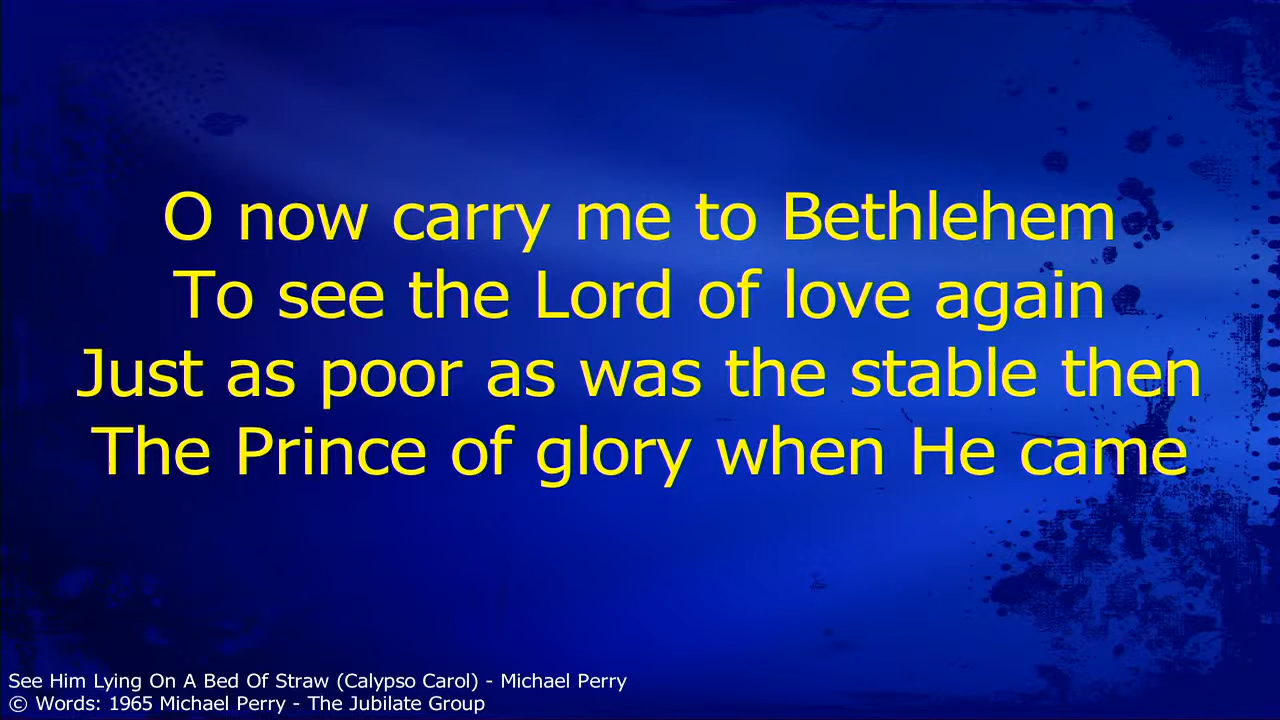 O now carry me to Bethlehem
To see the Lord of love again
Just as poor as was the stable then
The Prince of glory when He came
See Him Lying On A Bed Of Straw (Calypso Carol) - Michael Perry
© Words: 1965 Michael Perry - The Jubilate Group